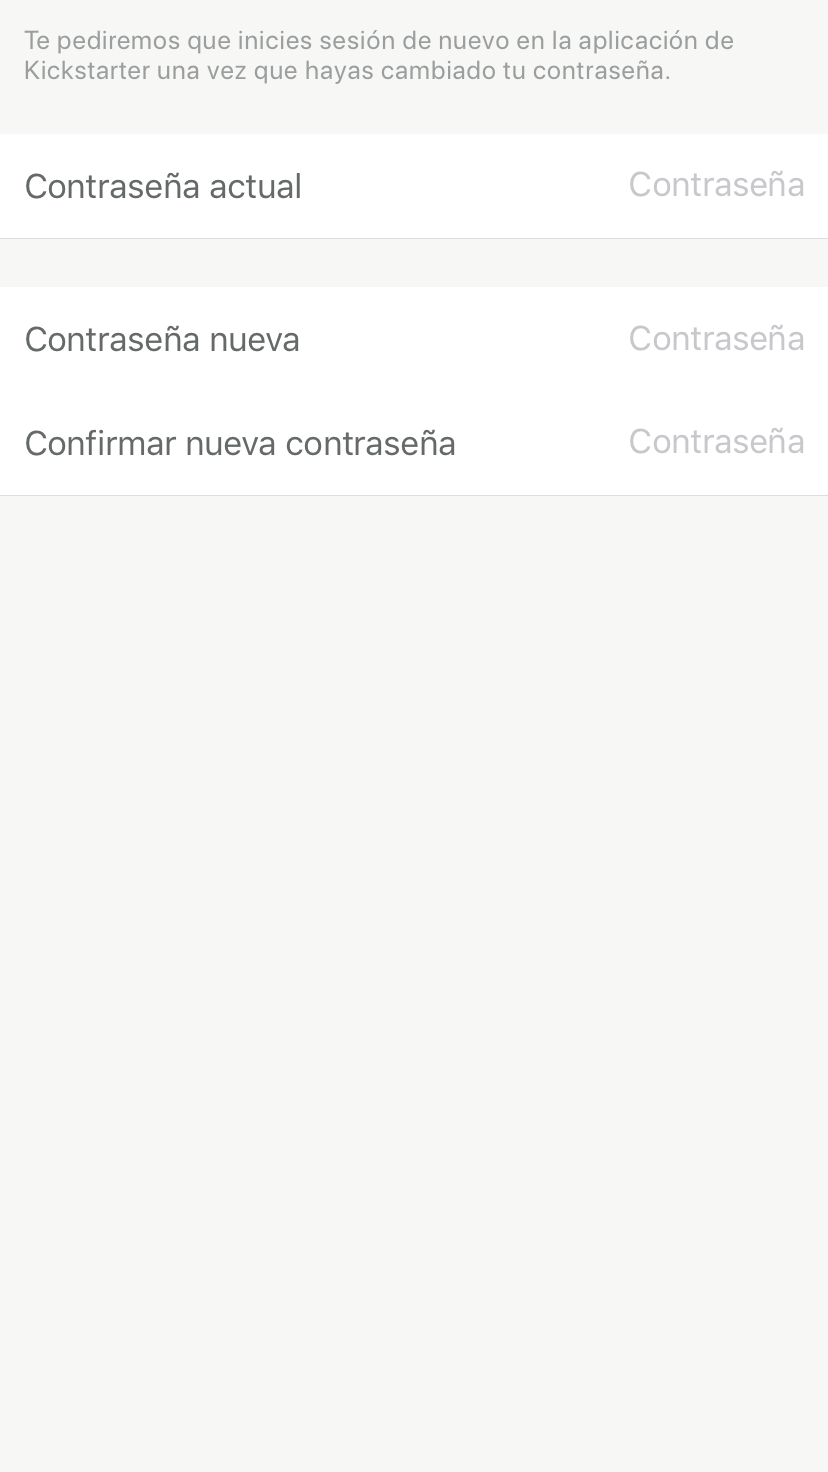 Te pediremos que inicies sesión de nuevo en la aplicación de
Kickstarter una vez que hayas cambiado tu contraseña.
Contraseña actual Contraseña
Contraseña nueva Contraseña
Confirmar nueva contraseña Contraseña